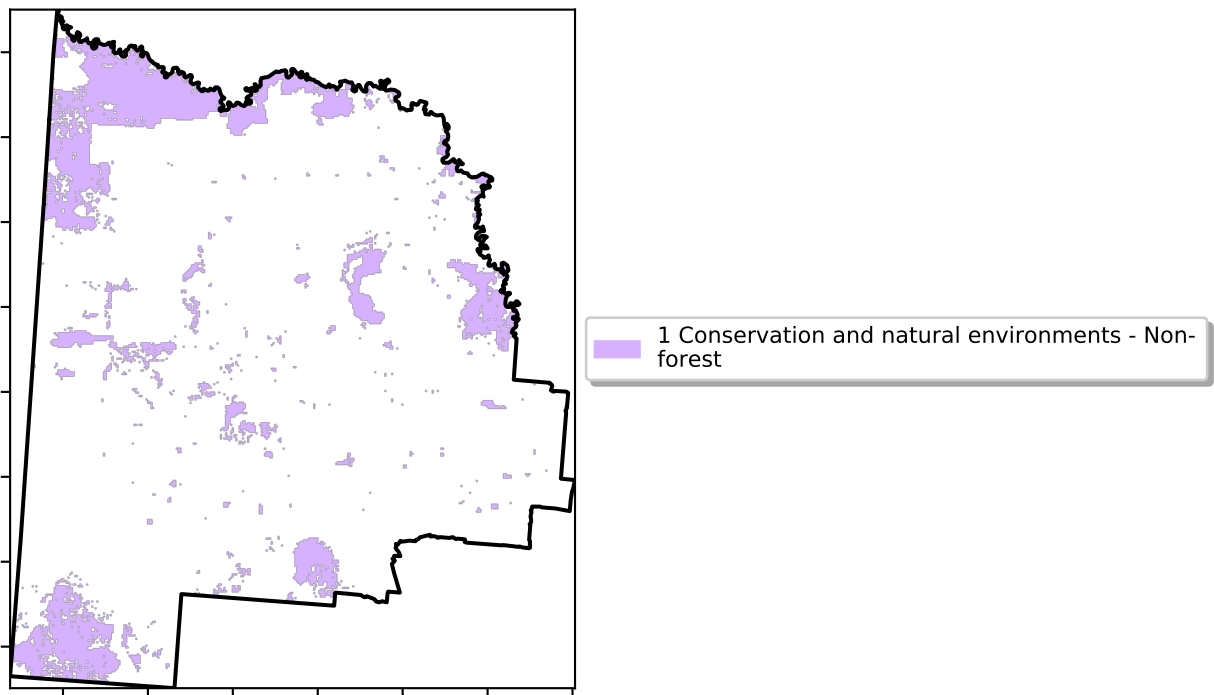 1 Conservation and natural environments - Non-
forest